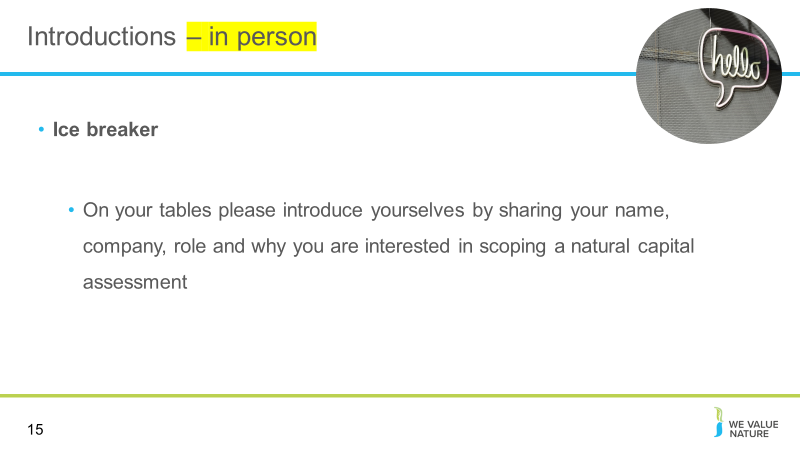 Introductions – in person
hello
• Ice breaker
• On your tables please introduce yourselves by sharing your name,
company, role and why you are interested in scoping a natural capital
assessment
15
WE VALUE
NATURE